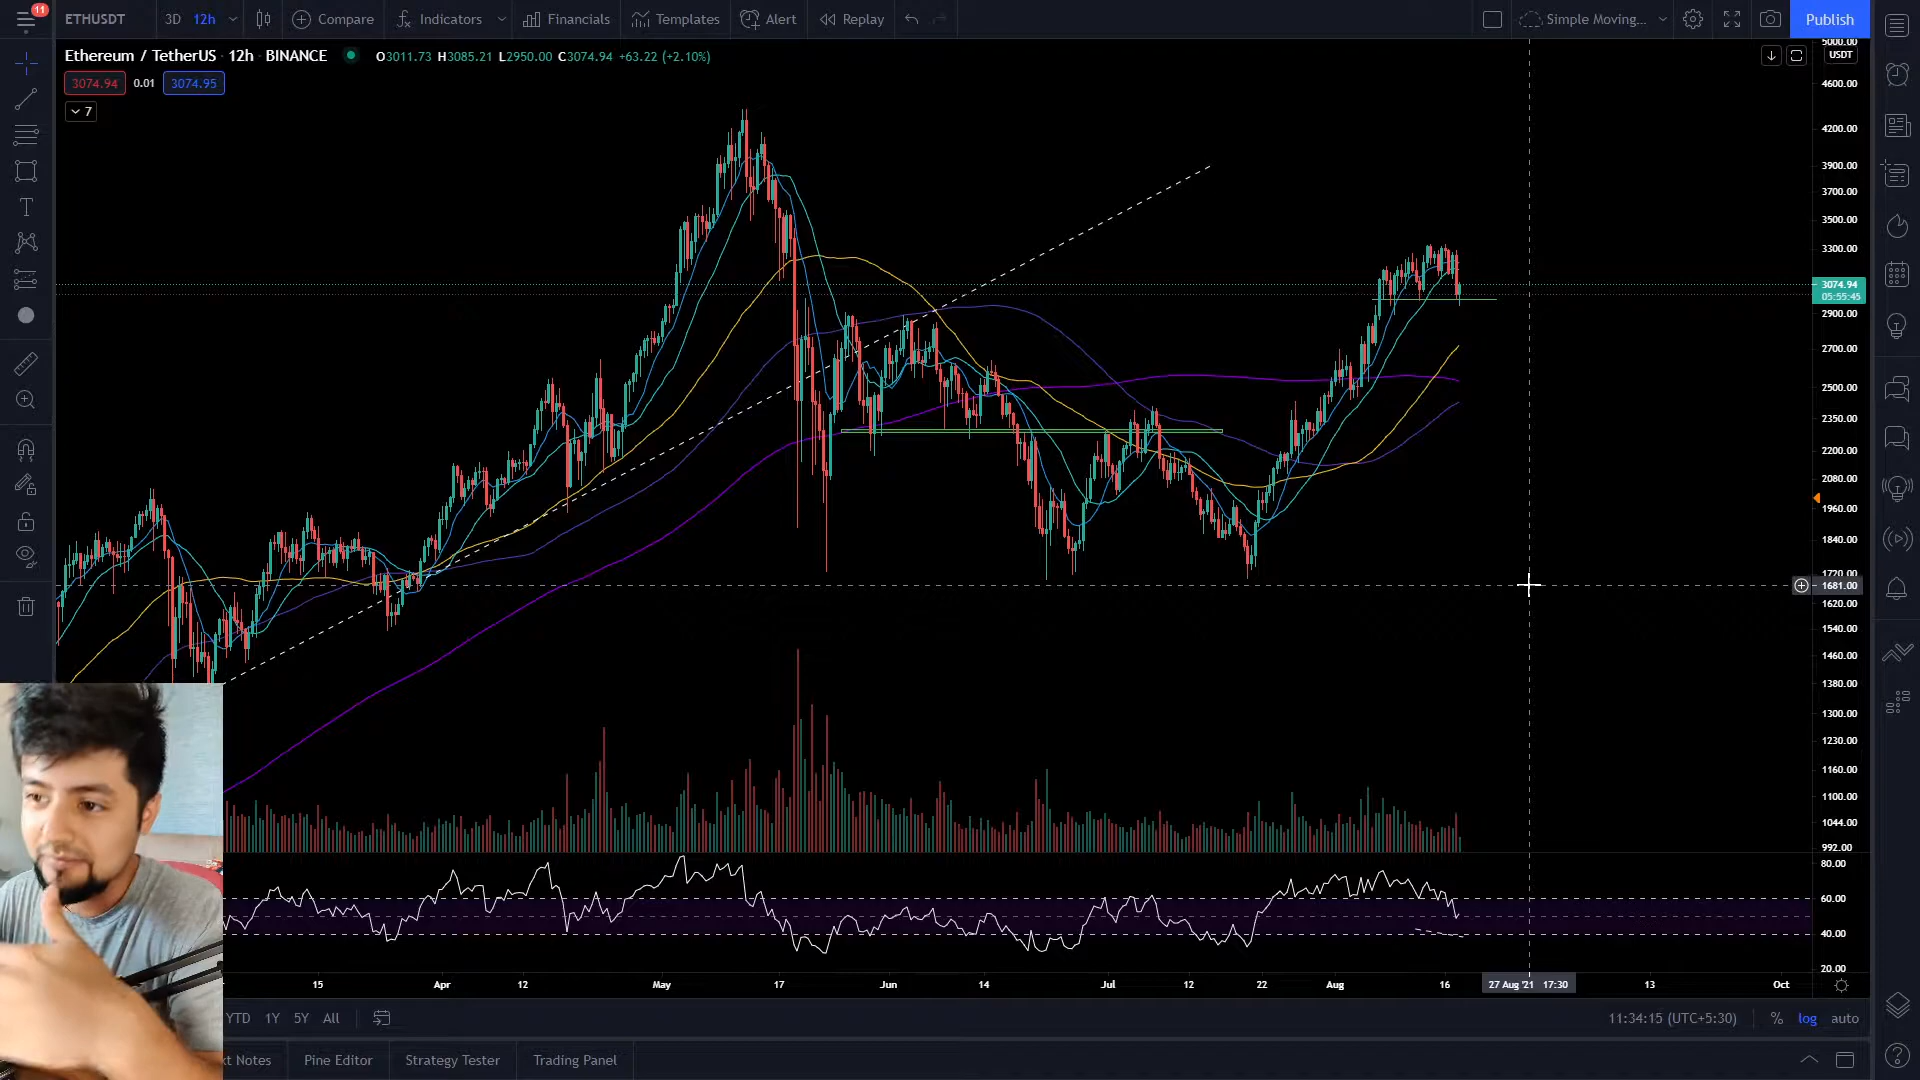 11
ETHUSDT
3D 12h
Compare
Indicators
Financials
Templates
Alert
Replay
Simple Moving...
Publish
Ethereum / TetherUS · 12h · BINANCE
O3011.73 H3085.21 L2950.00 C3074.94 +63.22 (+2.10%)
3074.94 0.01 3074.95
7
5000.00
USDT
4600.00
4200.00
3900.00
3700.00
3500.00
3300.00
3074.94
05:55:45
2900.00
2700.00
2500.00
2350.00
2200.00
2080.00
1960.00
1840.00
1720.00
1681.00
1620.00
1540.00
1460.00
1380.00
1300.00
1230.00
1160.00
1100.00
1044.00
992.00
80.00
60.00
40.00
20.00
15 Apr 12 May 17 Jun 14 Jul 12 22 Aug 16 27 Aug '21 17:30 13 Oct
YTD 1Y 5Y All
11:34:15 (UTC+5:30) % log auto
Notes Pine Editor Strategy Tester Trading Panel